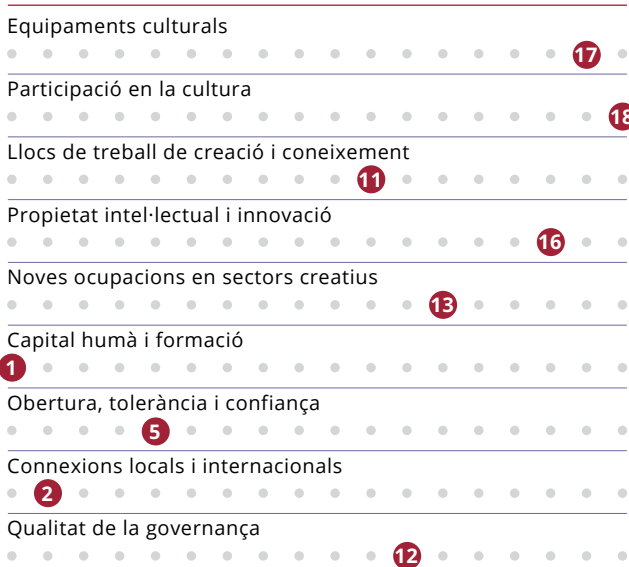 Equipaments culturals
17
Participació en la cultura
18
Llocs de treball de creació i coneixement
11
Propietat intel·lectual i innovació
16
Noves ocupacions en sectors creatius
13
Capital humà i formació
1
Obertura, tolerància i confiança
5
Connexions locals i internacionals
2
Qualitat de la governança
12